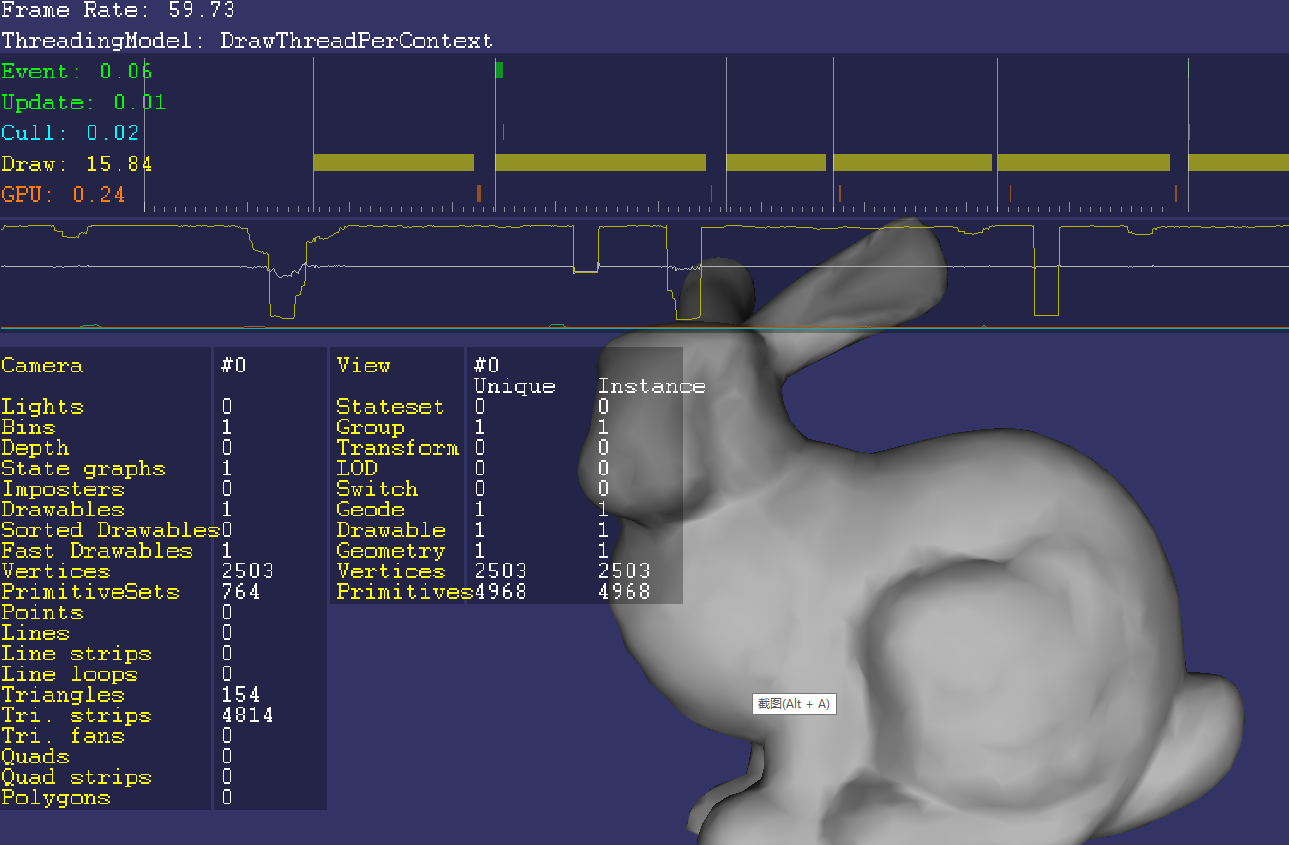 Frame Rate: 59.73
ThreadingModel: DrawThreadPerContext
Event: 0.06
Update: 0.01
Cull: 0.02
Draw: 15.84
GPU: 0.24
Camera #0 View #0
Unique Instance
Lights 0 Stateset 0 0
Bins 1 Group 1 1
Depth 0 Transform 0 0
State graphs 1 LOD 0 0
Imposters 0 Switch 0 0
Drawables 1 Geode 1 1
Sorted Drawables 0 Drawable 1 1
Fast Drawables 1 Geometry 1 1
Vertices 2503 Vertices 2503 2503
PrimitiveSets 764 Primitives 4968 4968
Points 0
Lines 0
Line strips 0
Line loops 0
Triangles 154
Tri. strips 4814
Tri. fans 0
Quads 0
Quad strips 0
Polygons 0
截图(Alt + A)